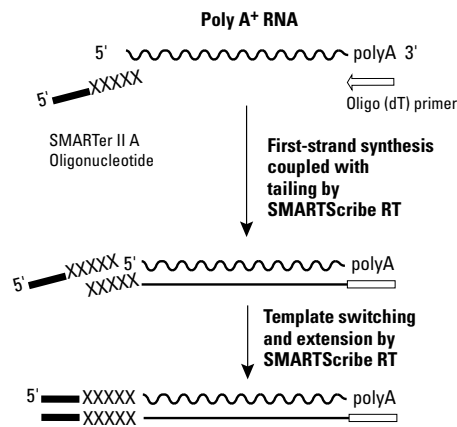 Poly A+ RNA
5' polyA 3'
5' XXXXX
Oligo (dT) primer
SMARTer II A
Oligonucleotide
First-strand synthesis
coupled with
tailing by
SMARTScribe RT
5' XXXXX 5' polyA
XXXXX
Template switching
and extension by
SMARTScribe RT
5' XXXXX polyA
XXXXX